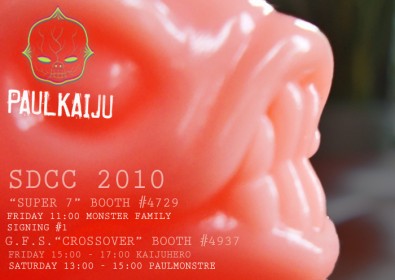 PAULKAIJU
SDCC 2010
"SUPER 7" BOOTH #4729
FRIDAY 11:00 MONSTER FAMILY
SIGNING #1
G.F.S."CROSSOVER" BOOTH #4937
FRIDAY 15:00 - 17:00 KAIJUHERO
SATURDAY 13:00 - 15:00 PAULMONSTRE